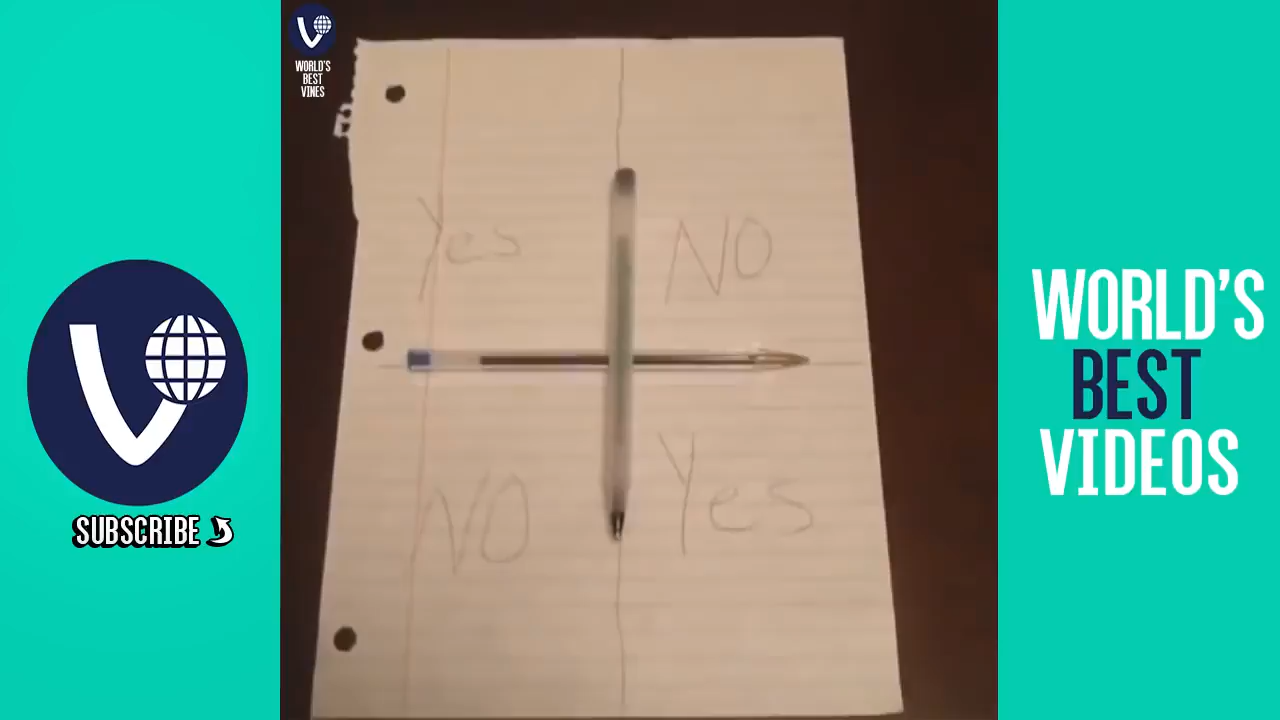 WORLD'S
BEST
VINES
Yes
NO
NO
Yes
SUBSCRIBE
WORLD'S
BEST
VIDEOS